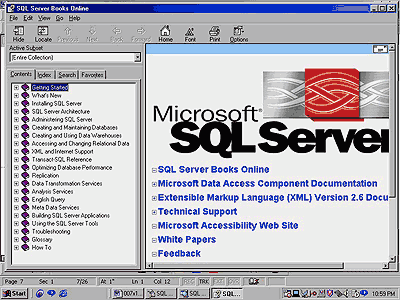 SQL Server Books Online
File Edit View Go Help
Hide Locate Previous Next Back Forward Home Font Print Options
Active Subset
(Entire Collection)
Contents Index Search Favorites
Getting Started
What's New
Installing SQL Server
SQL Server Architecture
Administering SQL Server
Creating and Maintaining Databases
Creating and Using Data Warehouses
Accessing and Changing Relational Data
XML and Internet Support
Transact-SQL Reference
Optimizing Database Performance
Replication
Data Transformation Services
Analysis Services
English Query
Meta Data Services
Building SQL Server Applications
Using the SQL Server Tools
Troubleshooting
Glossary
How To
Microsoft®
SQL Server
SQL Server Books Online
Microsoft Data Access Component Documentation
Extensible Markup Language (XML) Version 2.6 Docu
Technical Support
Microsoft Accessibility Web Site
White Papers
Feedback
Page 7 Sec 1 7/26 At 1" Ln 1 Col 12 REC TRK EXT OVR
Start 007x1 SQL ... SQL ... SQL ... 10:59 PM